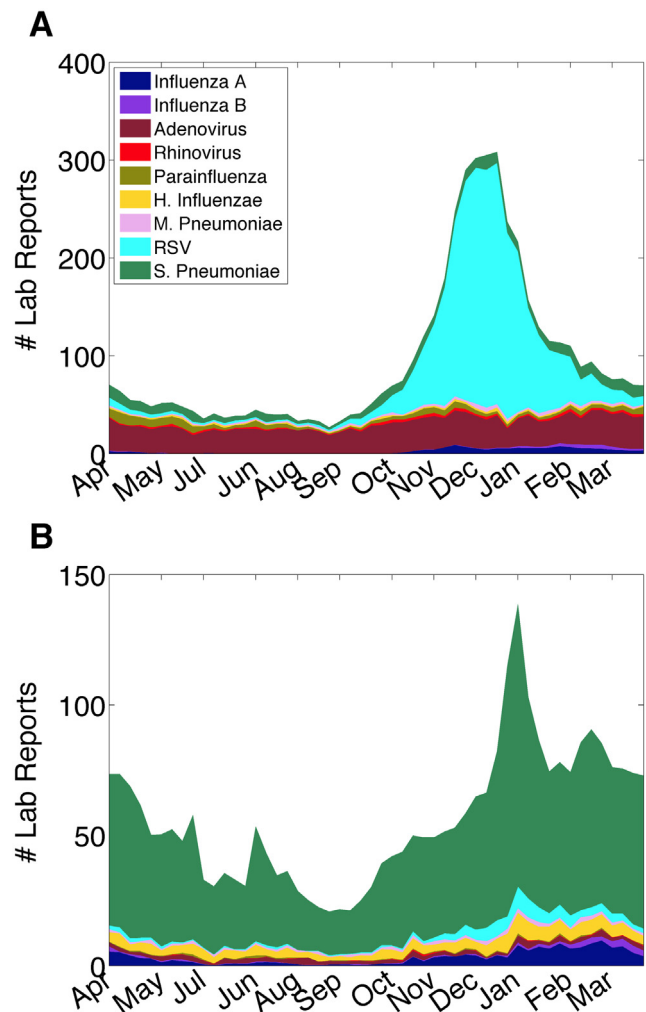 A
# Lab Reports
400
300
200
100
0
Influenza A
Influenza B
Adenovirus
Rhinovirus
Parainfluenza
H. Influenzae
M. Pneumoniae
RSV
S. Pneumoniae
Apr May Jul Jun Aug Sep Oct Nov Dec Jan Feb Mar
B
# Lab Reports
150
100
50
0
Apr May Jul Jun Aug Sep Oct Nov Dec Jan Feb Mar